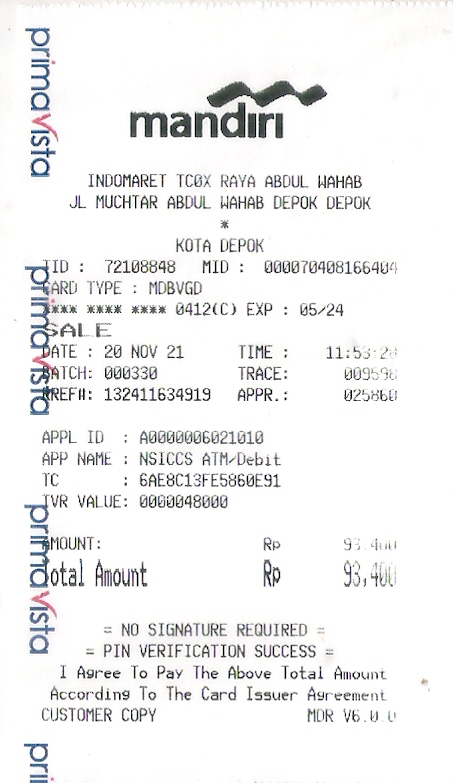 mandiri
INDOMARET TC0X RAYA ABDUL WAHAB
JL MUCHTAR ABDUL WAHAB DEPOK DEPOK
*
KOTA DEPOK
TID : 72108848 MID : 000070408166404
CARD TYPE : MDBVGD
**** **** **** 0412(C) EXP : 05/24
SALE
DATE : 20 NOV 21 TIME : 11:53:28
BATCH: 000330 TRACE: 009596
RREF#: 132411634919 APPR.: 025860
APPL ID : A0000006021010
APP NAME : NSICCS ATM/Debit
TC : 6AE8C13FE5860E91
TVR VALUE: 0000048000
AMOUNT: Rp 93.400
Total Amount Rp 93,400
= NO SIGNATURE REQUIRED =
= PIN VERIFICATION SUCCESS =
I Agree To Pay The Above Total Amount
According To The Card Issuer Agreement
CUSTOMER COPY MDR V6.0.0
primavista
primavista
primavista
pri